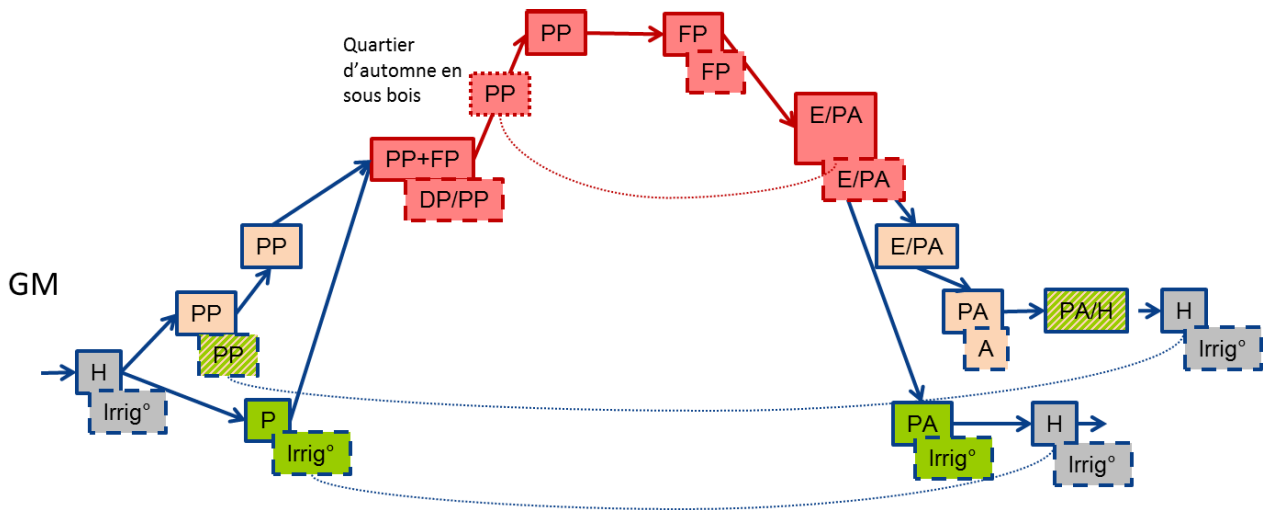 PP
FP
FP
Quartier
d'automne en
sous bois
PP
E/PA
PP+FP
E/PA
DP/PP
PP
E/PA
GM
PP
PA
PA/H
H
PP
A
Irrig°
H
Irrig°
P
PA
H
Irrig°
Irrig°
Irrig°